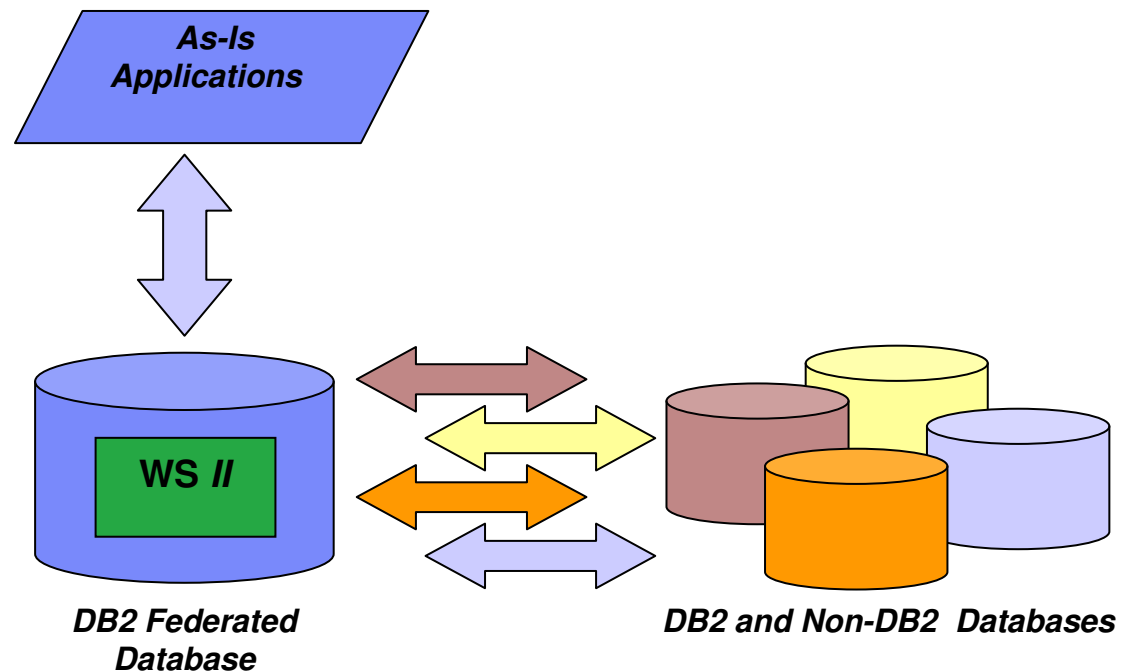 As-Is
Applications
WS II
DB2 Federated
Database
DB2 and Non-DB2 Databases